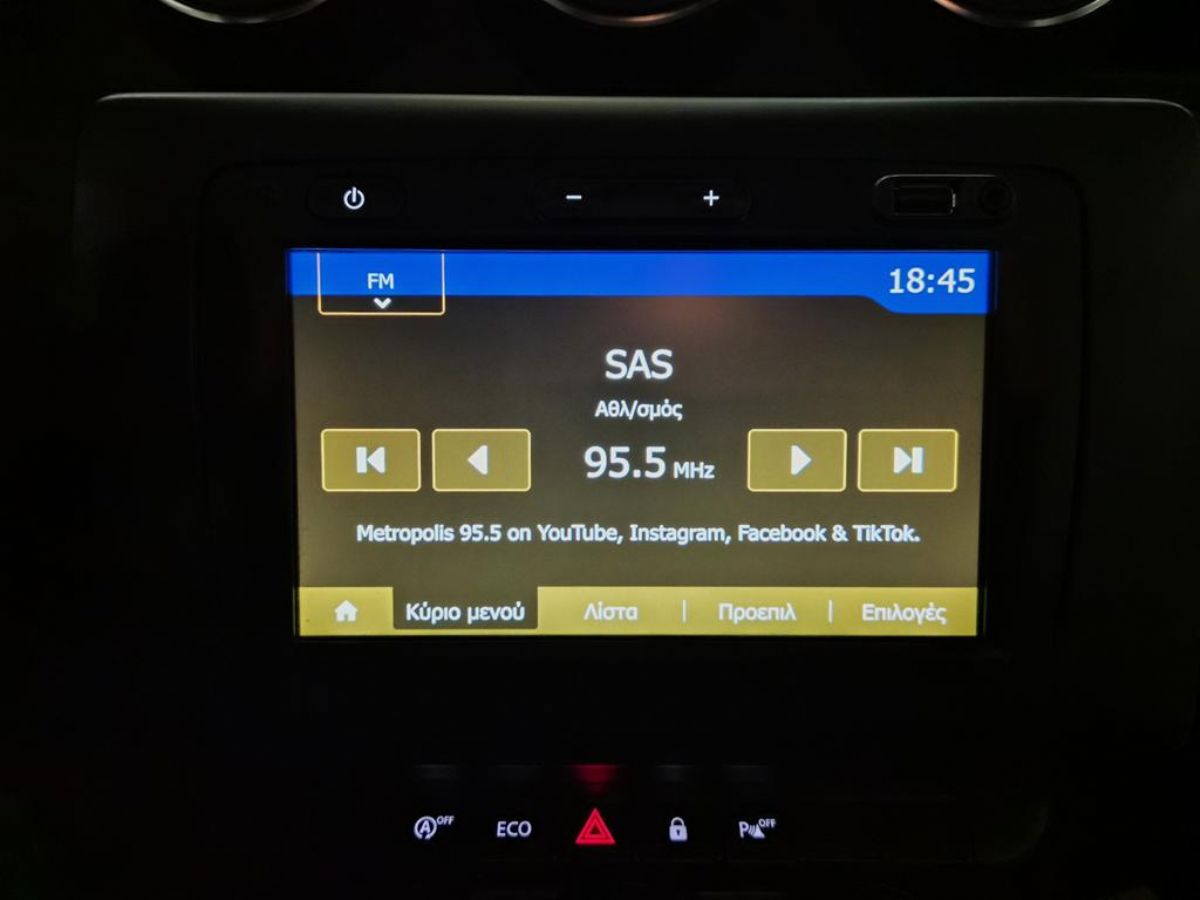 FM
18:45
SAS
Αθλ/σμός
95.5 MHz
Metropolis 95.5 on YouTube, Instagram, Facebook & TikTok.
Κύριο μενού Λίστα | Προεπιλ | Επιλογές
A OFF ECO P OFF